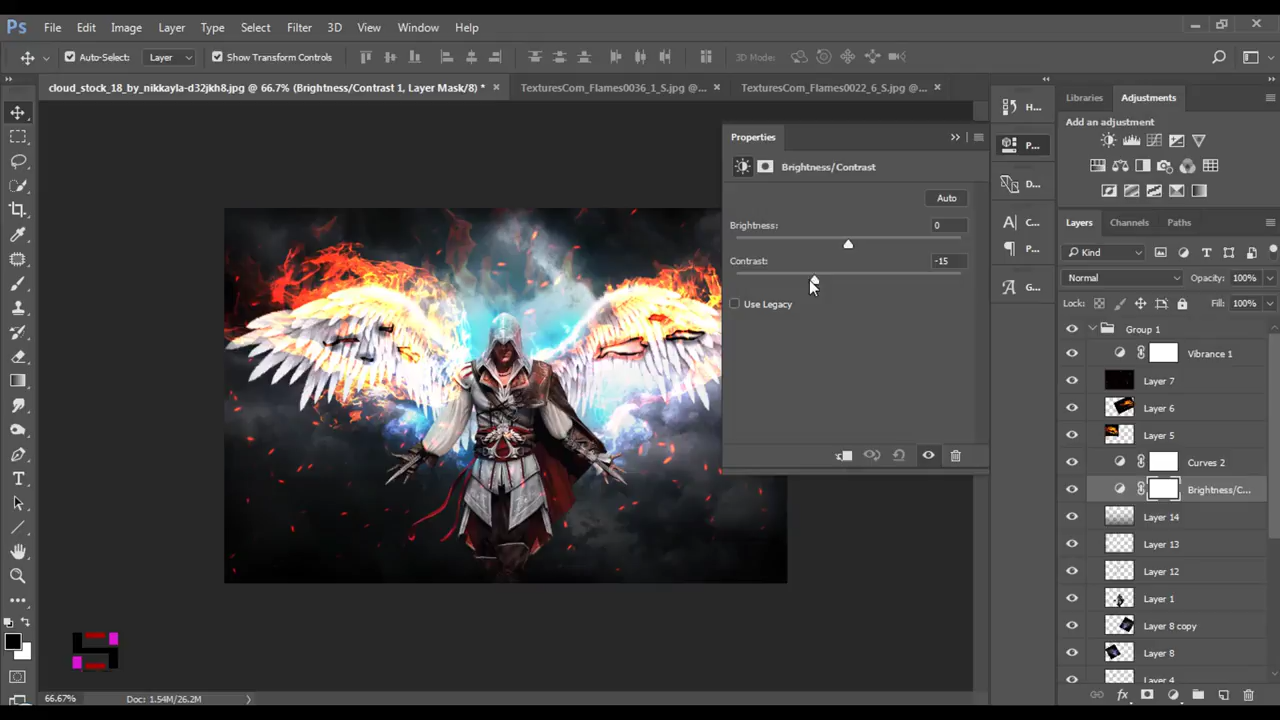 Ps File Edit Image Layer Type Select Filter 3D View Window Help
Auto-Select: Layer Show Transform Controls 3D Mode:
cloud_stock_18_by_nikkayla-d32jkh8.jpg @ 66.7% (Brightness/Contrast 1, Layer Mask/8) * TexturesCom_Flames0036_1_S.jpg @ ... TexturesCom_Flames0022_6_S.jpg @ ...
Properties
Brightness/Contrast
Auto
Brightness: 0
Contrast: -15
Use Legacy
H...
P...
D...
C...
P...
G...
Libraries Adjustments
Add an adjustment
Layers Channels Paths
Kind
Normal Opacity: 100%
Lock: Fill: 100%
Group 1
Vibrance 1
Layer 7
Layer 6
Layer 5
Curves 2
Brightness/C...
Layer 14
Layer 13
Layer 12
Layer 1
Layer 8 copy
Layer 8
Layer 4
66.67% Doc: 1.54M/26.2M